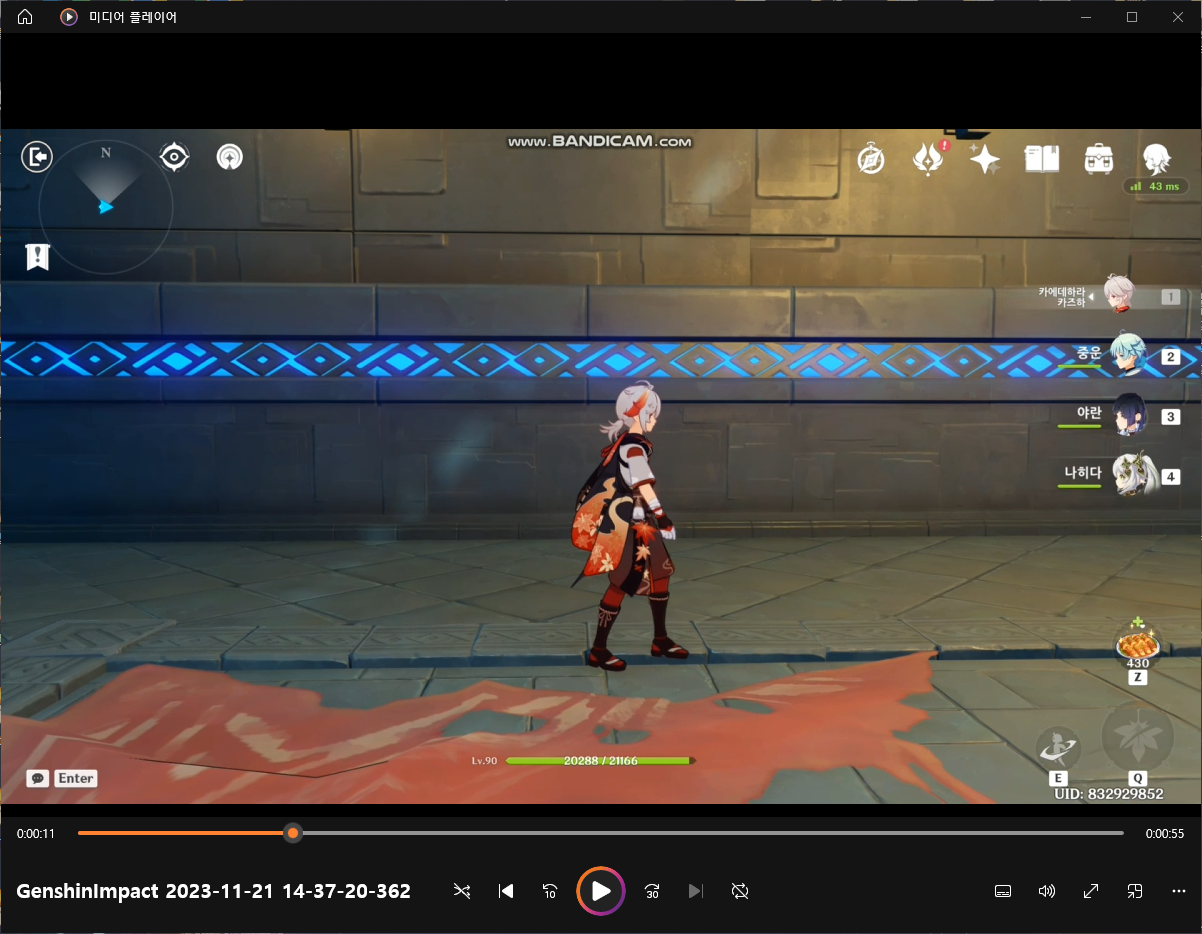 미디어 플레이어
www.BANDICAM.com
N
43 ms
카에데하라
카즈하
1
중운
2
야란
3
나히다
4
430
Z
Lv.90
20288 / 21166
Enter
E
Q
UID: 832929852
0:00:11
0:00:55
GenshinImpact 2023-11-21 14-37-20-362
10
30